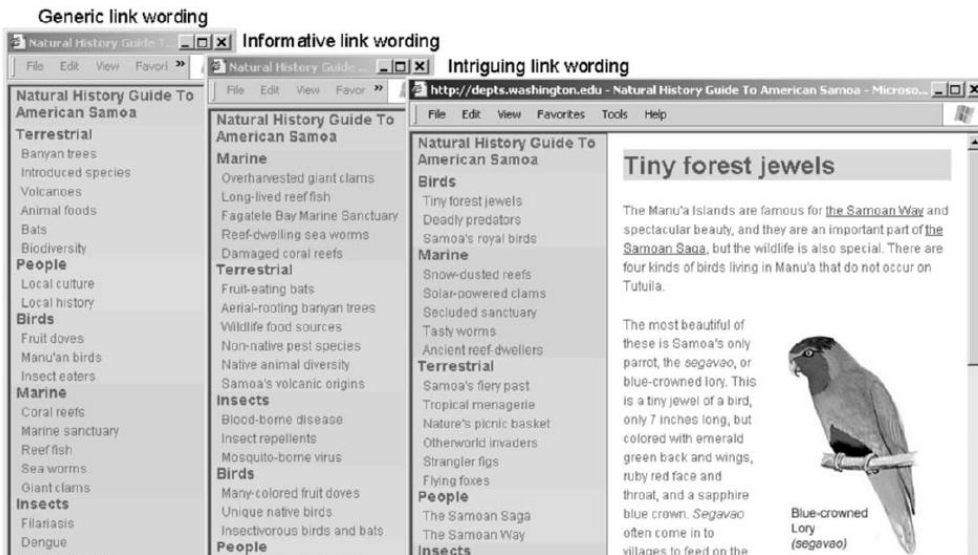 Generic link wording
Natural History Guide T...
File Edit View Favori »
Natural History Guide To
American Samoa
Terrestrial
Banyan trees
Introduced species
Volcanoes
Animal foods
Bats
Biodiversity
People
Local culture
Local history
Birds
Fruit doves
Manu'an birds
Insect eaters
Marine
Coral reefs
Marine sanctuary
Reef fish
Sea worms
Giant clams
Insects
Filariasis
Dengue
Informative link wording
Natural History Guide ...
File Edit View Favor »
Natural History Guide To
American Samoa
Marine
Overharvested giant clams
Long-lived reef fish
Fagatele Bay Marine Sanctuary
Reef-dwelling sea worms
Damaged coral reefs
Terrestrial
Fruit-eating bats
Aerial-rooting banyan trees
Wildlife food sources
Non-native pest species
Native animal diversity
Samoa's volcanic origins
Insects
Blood-borne disease
Insect repellents
Mosquito-borne virus
Birds
Many-colored fruit doves
Unique native birds
Insectivorous birds and bats
People
Intriguing link wording
http://depts.washington.edu - Natural History Guide To American Samoa - Microso...
File Edit View Favorites Tools Help
Natural History Guide To
American Samoa
Birds
Tiny forest jewels
Deadly predators
Samoa's royal birds
Marine
Snow-dusted reefs
Solar-powered clams
Secluded sanctuary
Tasty worms
Ancient reef-dwellers
Terrestrial
Samoa's fiery past
Tropical menagerie
Nature's picnic basket
Otherworld invaders
Strangler figs
Flying foxes
People
The Samoan Saga
The Samoan Way
Insects
Tiny forest jewels
The Manu'a Islands are famous for the Samoan Way and
spectacular beauty, and they are an important part of the
Samoan Saga, but the wildlife is also special. There are
four kinds of birds living in Manu'a that do not occur on
Tutuila.
The most beautiful of
these is Samoa's only
parrot, the segavao, or
blue-crowned lory. This
is a tiny jewel of a bird,
only 7 inches long, but
colored with emerald
green back and wings,
ruby red face and
throat, and a sapphire
blue crown. Segavao
often come in to
villages to feed on the
Blue-crowned
Lory
(segavao)